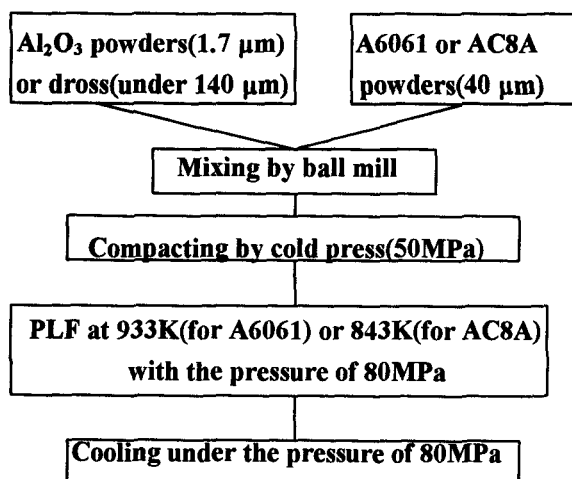 Al₂O₃ powders(1.7 μm)
or dross(under 140 μm)
A6061 or AC8A
powders(40 μm)
Mixing by ball mill
Compacting by cold press(50MPa)
PLF at 933K(for A6061) or 843K(for AC8A)
with the pressure of 80MPa
Cooling under the pressure of 80MPa